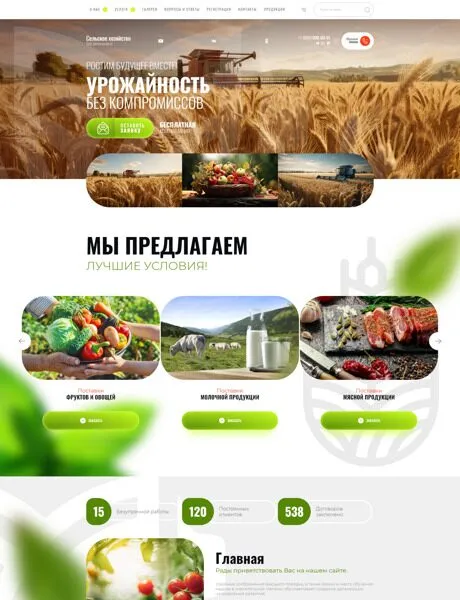 О НАС УСЛУГИ ГАЛЕРЕЯ ВОПРОСЫ И ОТВЕТЫ РЕГИСТРАЦИЯ КОНТАКТЫ ПРОДУКЦИЯ
Сельское хозяйство
РАСТИМ БУДУЩЕЕ ВМЕСТЕ!
УРОЖАЙНОСТЬ
БЕЗ КОМПРОМИССОВ
ОСТАВИТЬ
ЗАЯВКУ
БЕСПЛАТНАЯ
МЫ ПРЕДЛАГАЕМ
ЛУЧШИЕ УСЛОВИЯ!
Поставки
ФРУКТОВ И ОВОЩЕЙ
Поставки
МОЛОЧНОЙ ПРОДУКЦИИ
Поставки
МЯСНОЙ ПРОДУКЦИИ
ЗАКАЗАТЬ
ЗАКАЗАТЬ
ЗАКАЗАТЬ
15 Безупречной работы
120 Постоянных
клиентов
538 Договоров
заключено
Главная
Рады приветствовать Вас на нашем сайте.